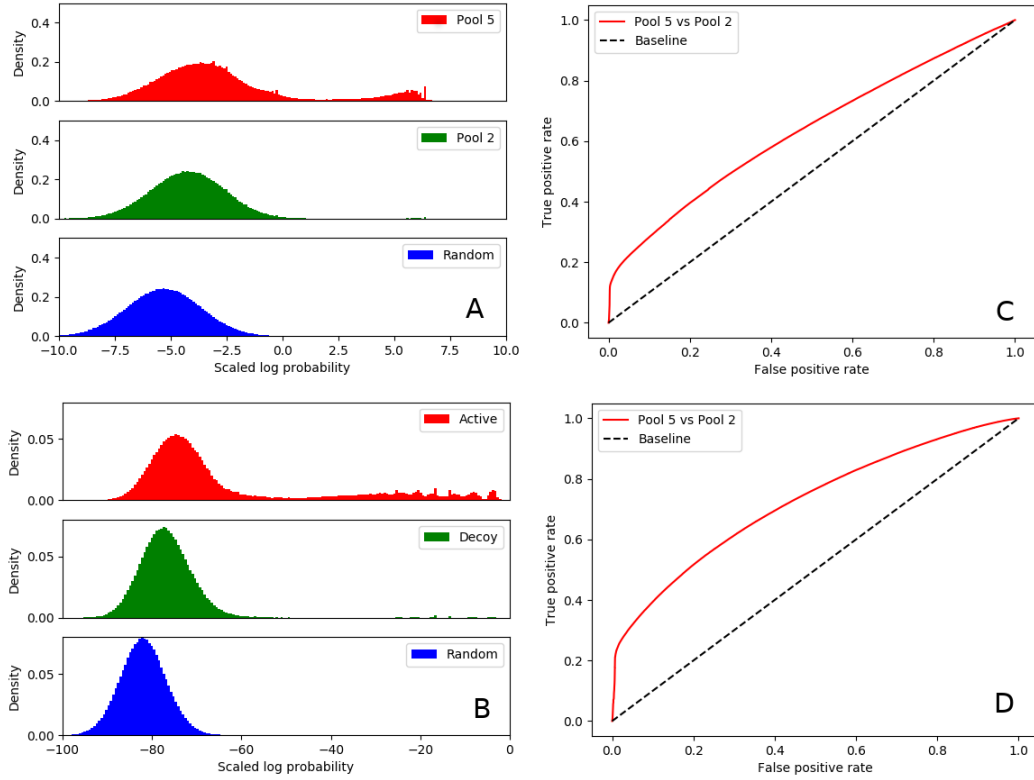 0.4
0.2
0.0
Density
Pool 5
0.4
0.2
0.0
Density
Pool 2
0.4
0.2
0.0
Density
Random
A
−10.0 −7.5 −5.0 −2.5 0.0 2.5 5.0 7.5 10.0
Scaled log probability
1.0
0.8
0.6
0.4
0.2
0.0
True positive rate
Pool 5 vs Pool 2
Baseline
C
0.0 0.2 0.4 0.6 0.8 1.0
False positive rate
0.05
0.00
Density
Active
0.05
0.00
Density
Decoy
0.05
0.00
Density
Random
B
−100 −80 −60 −40 −20 0
Scaled log probability
1.0
0.8
0.6
0.4
0.2
0.0
True positive rate
Pool 5 vs Pool 2
Baseline
D
0.0 0.2 0.4 0.6 0.8 1.0
False positive rate